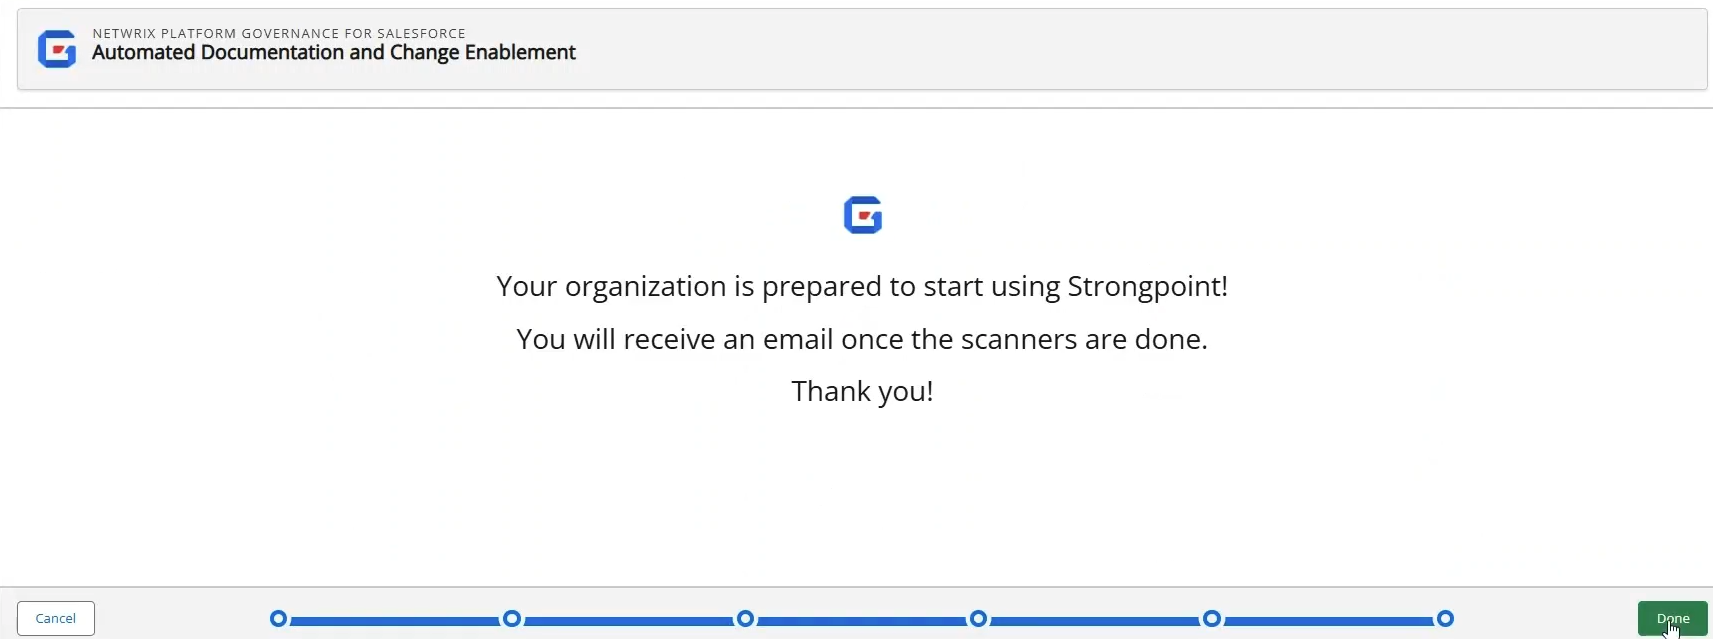 NETWRIX PLATFORM GOVERNANCE FOR SALESFORCE
Automated Documentation and Change Enablement
Your organization is prepared to start using Strongpoint!
You will receive an email once the scanners are done.
Thank you!
Cancel
Done